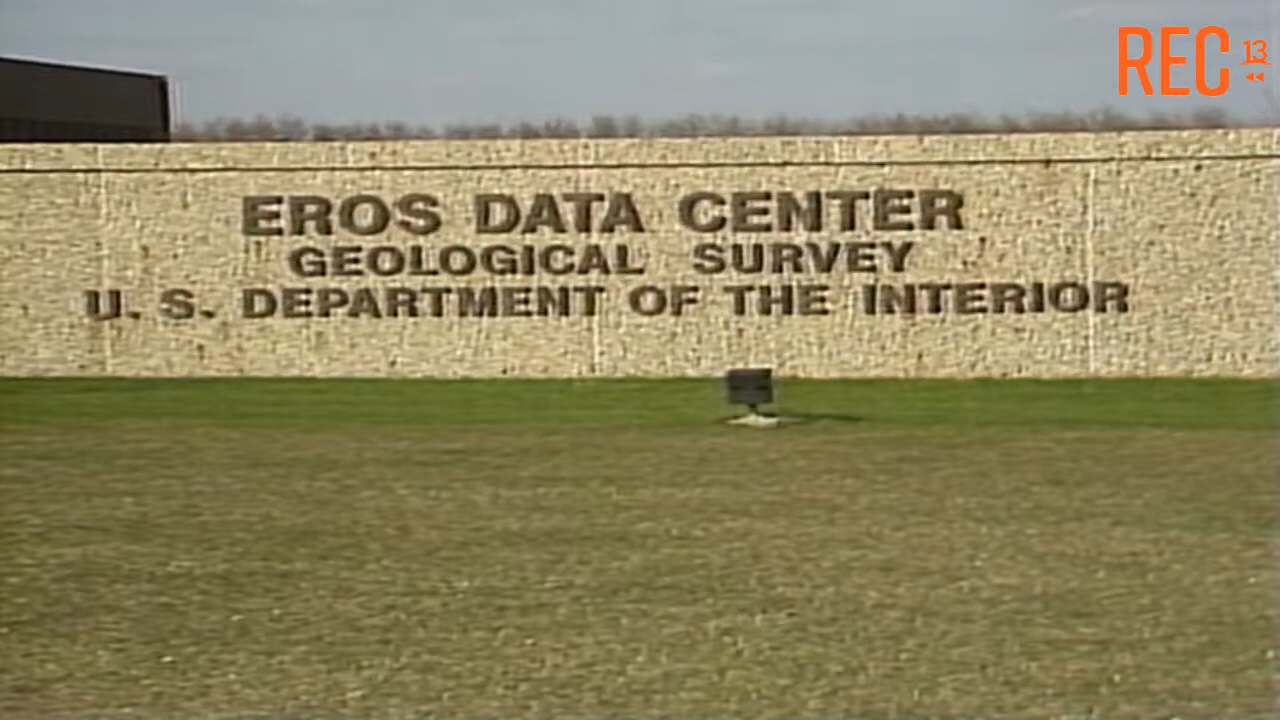 REC 13
EROS DATA CENTER
GEOLOGICAL SURVEY
U. S. DEPARTMENT OF THE INTERIOR